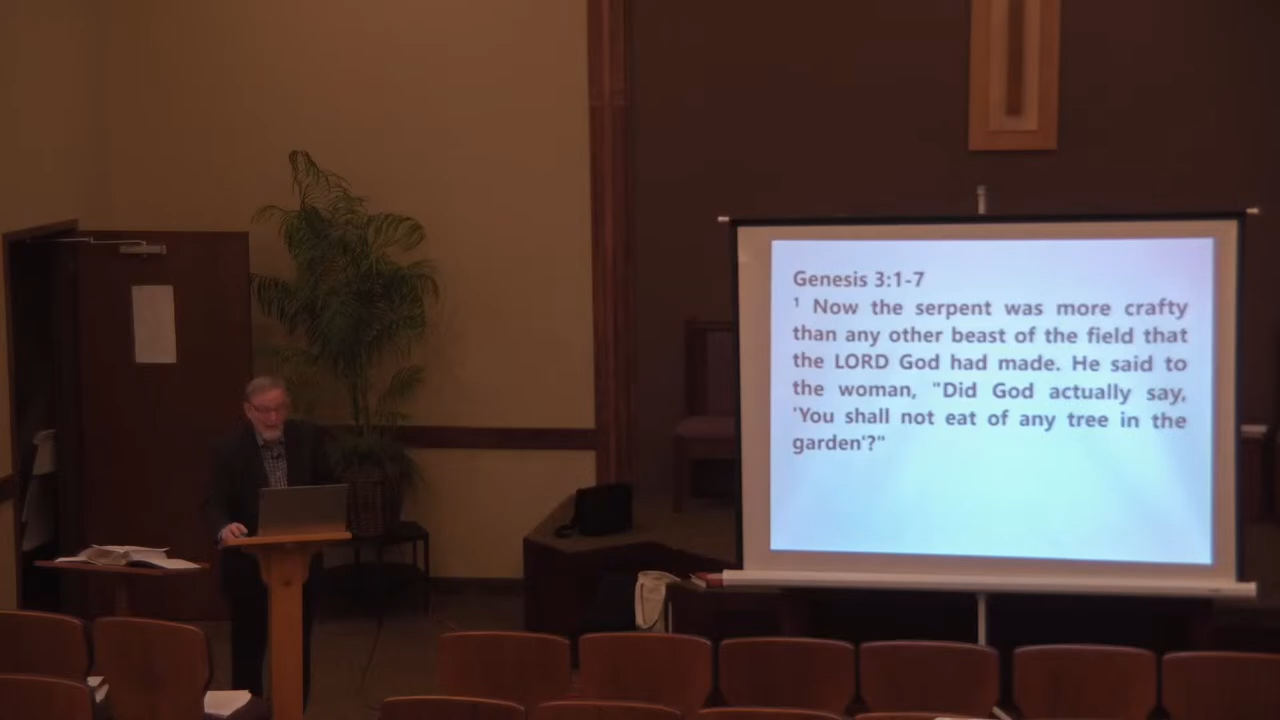 Genesis 3:1-7
¹ Now the serpent was more crafty
than any other beast of the field that
the LORD God had made. He said to
the woman, "Did God actually say,
'You shall not eat of any tree in the
garden'?"